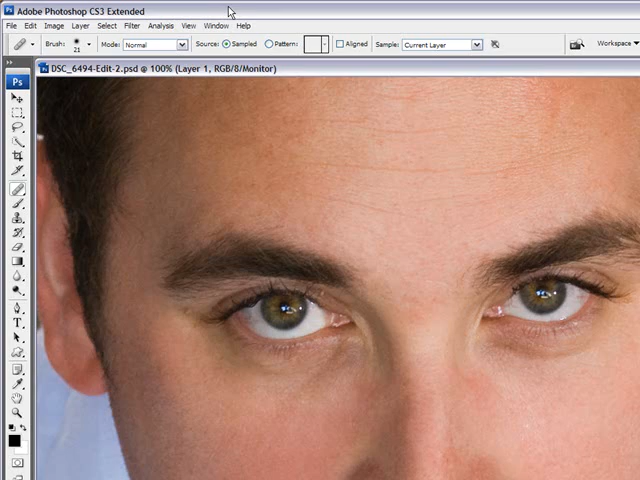 Ps Adobe Photoshop CS3 Extended
File Edit Image Layer Select Filter Analysis View Window Help
Brush: 21 Mode: Normal Source: Sampled Pattern: Aligned Sample: Current Layer Workspace
DSC_6494-Edit-2.psd @ 100% (Layer 1, RGB/8/Monitor)
Ps
T